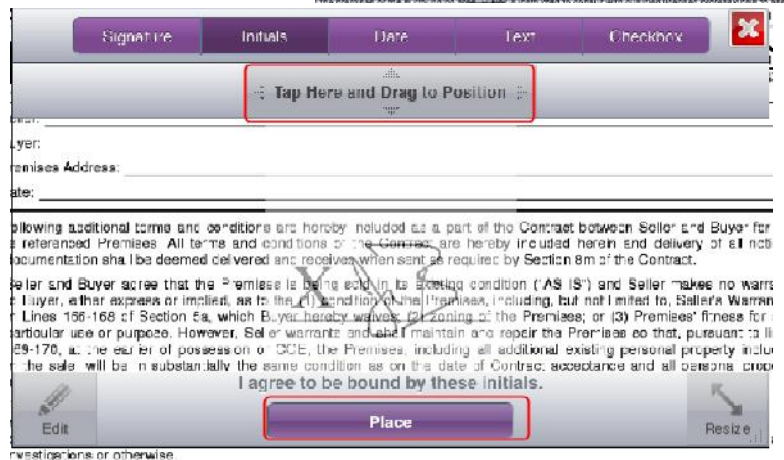 Signature Initials Date Text Checkbox
Tap Here and Drag to Position
yer:
remises Address:
ate:
ollowing additional terms and conditions are hereby included as a part of the Contract between Seller and Buyer for
referenced Premises. All terms and conditions of the Contract are hereby included herein and delivery of all noti
ocumentation shall be deemed delivered and received when sent as required by Section 8m of the Contract.
eller and Buyer agree that the Premises is being sold in its existing condition ("AS IS") and Seller makes no warra
Buyer, either express or implied, as to the (1) condition of the Premises, including, but not limited to, Seller's Warran
Lines 156-168 of Section 5a, which Buyer hereby waives; (2) zoning of the Premises; or (3) Premises' fitness for
articular use or purpose. However, Seller warrants and shall maintain and repair the Premises so that, pursuant to li
69-170, at the earlier of possession or COE, the Premises, including all additional existing personal property includ
the sale, will be in substantially the same condition as on the date of Contract acceptance and all personal prope
I agree to be bound by these initials.
Edit Place Resize
nvestigations or otherwise